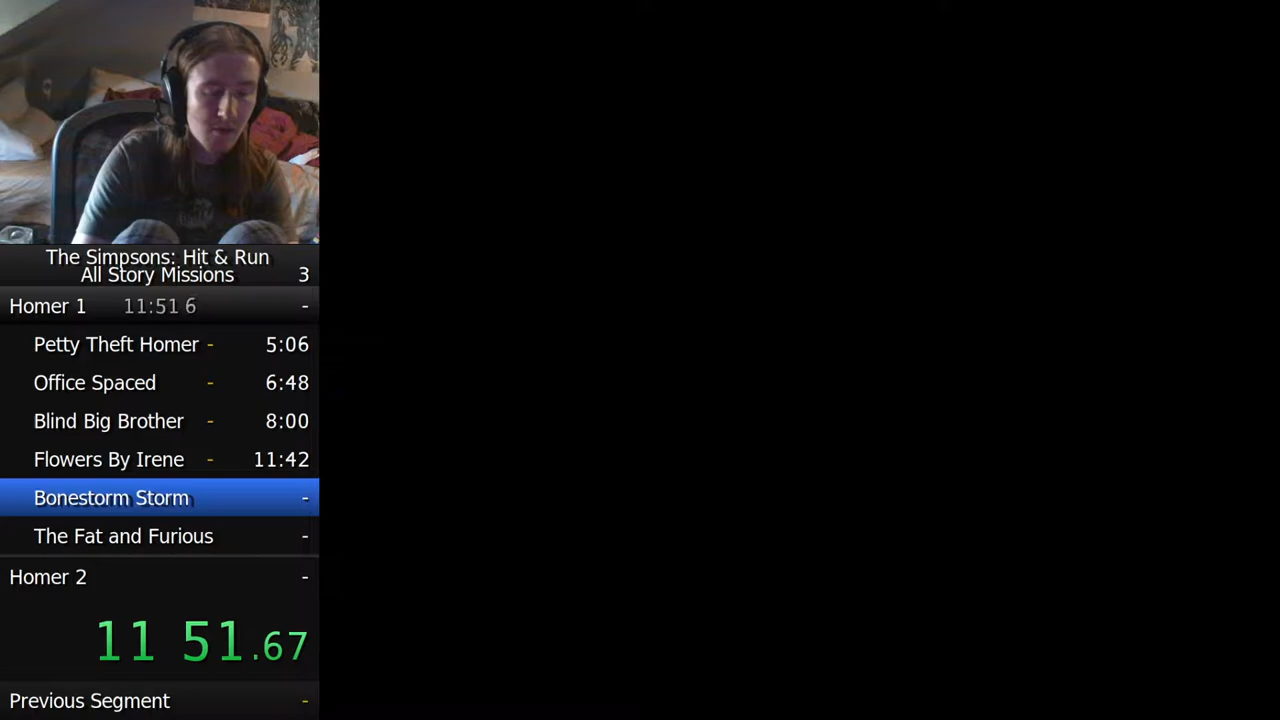 The Simpsons: Hit & Run
All Story Missions 3
Homer 1 11:51 6 -
Petty Theft Homer - 5:06
Office Spaced - 6:48
Blind Big Brother - 8:00
Flowers By Irene - 11:42
Bonestorm Storm -
The Fat and Furious -
Homer 2 -
11 51.67
Previous Segment -